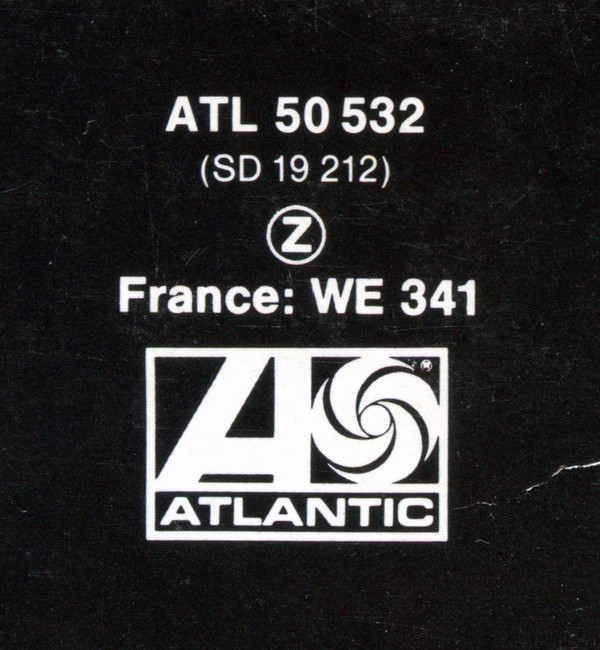 ATL 50 532
(SD 19 212)
Z
France: WE 341
ATLANTIC